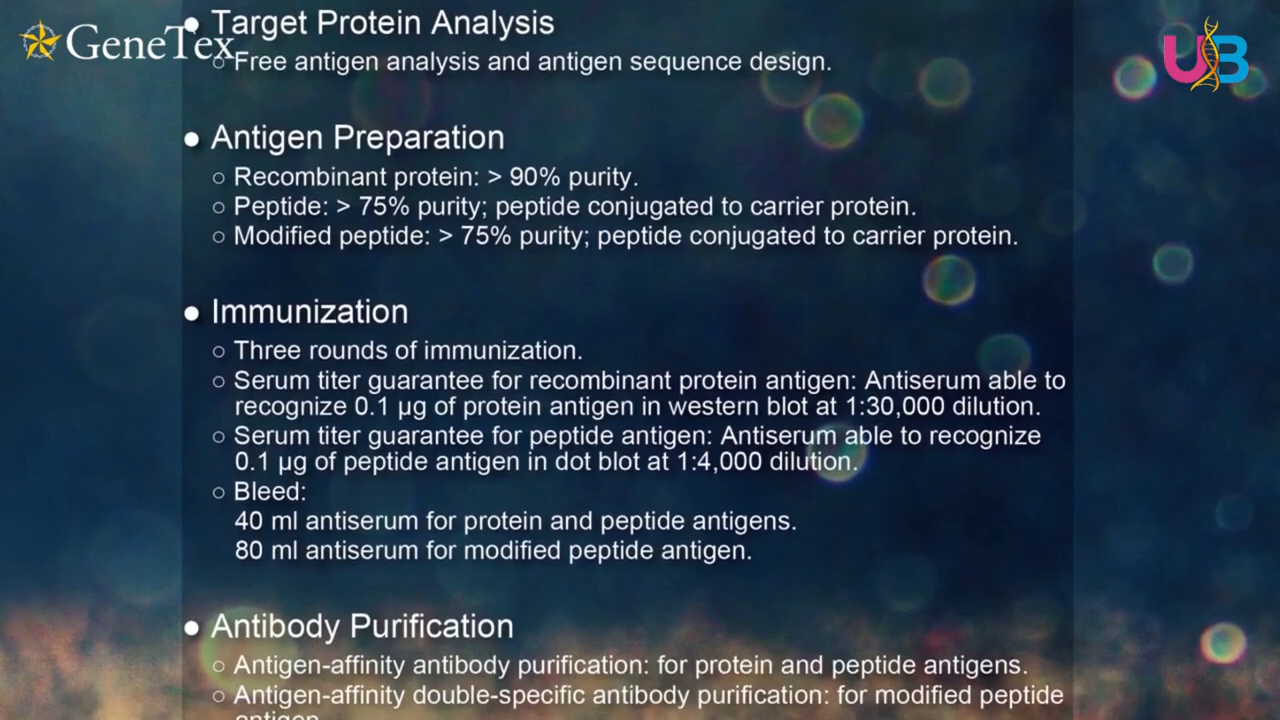 GeneTex
UB
● Target Protein Analysis
○ Free antigen analysis and antigen sequence design.
● Antigen Preparation
○ Recombinant protein: > 90% purity.
○ Peptide: > 75% purity; peptide conjugated to carrier protein.
○ Modified peptide: > 75% purity; peptide conjugated to carrier protein.
● Immunization
○ Three rounds of immunization.
○ Serum titer guarantee for recombinant protein antigen: Antiserum able to
recognize 0.1 µg of protein antigen in western blot at 1:30,000 dilution.
○ Serum titer guarantee for peptide antigen: Antiserum able to recognize
0.1 µg of peptide antigen in dot blot at 1:4,000 dilution.
○ Bleed:
40 ml antiserum for protein and peptide antigens.
80 ml antiserum for modified peptide antigen.
● Antibody Purification
○ Antigen-affinity antibody purification: for protein and peptide antigens.
○ Antigen-affinity double-specific antibody purification: for modified peptide
antigen.